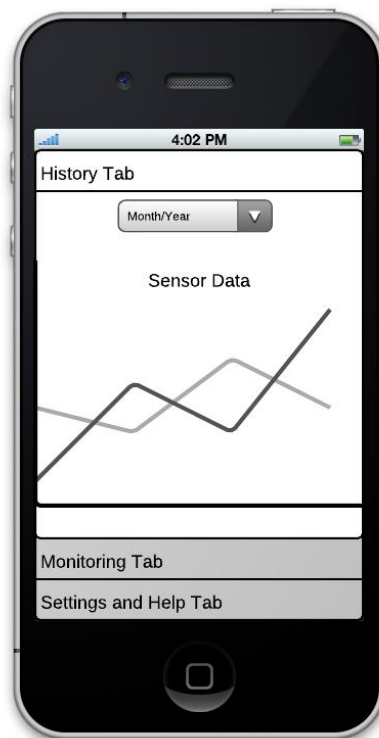 4:02 PM
History Tab
Month/Year
Sensor Data
Monitoring Tab
Settings and Help Tab